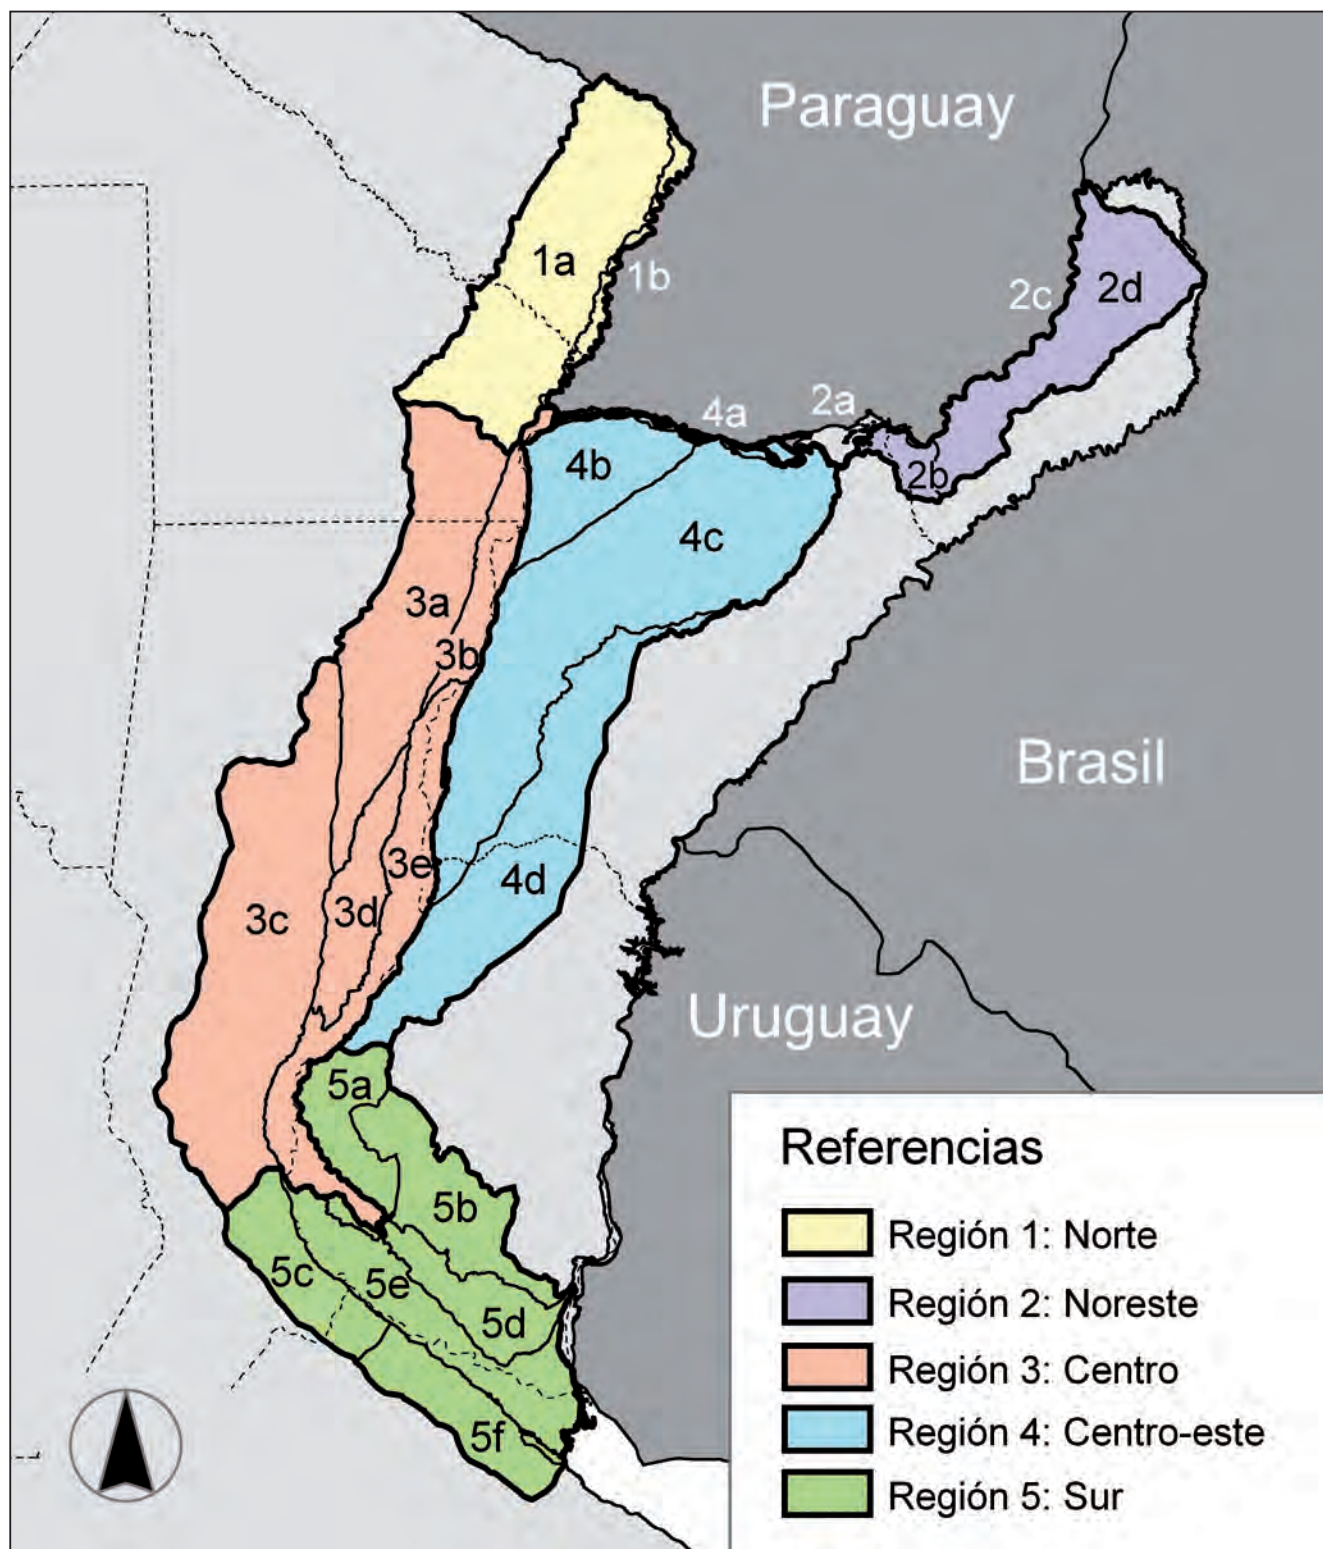 Paraguay
1a
1b
2c
2d
4a
2a
4b
2b
4c
3a
3b
Brasil
3e
4d
3c
3d
Uruguay
5a
5b
5c
5e
5d
5f
Referencias
Región 1: Norte
Región 2: Noreste
Región 3: Centro
Región 4: Centro-este
Región 5: Sur